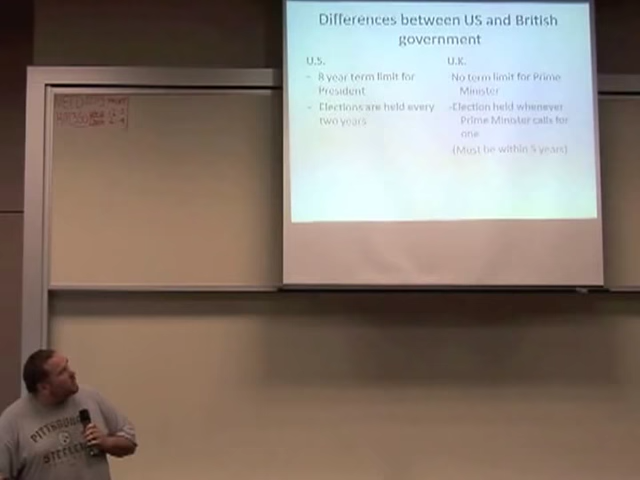 Differences between US and British
government
U.S.
- 8 year term limit for
President
- Elections are held every
two years
U.K.
No term limit for Prime
Minister
-Election held whenever
Prime Minister calls for
one
(Must be within 5 years)
PITTSBURGH
STEELERS